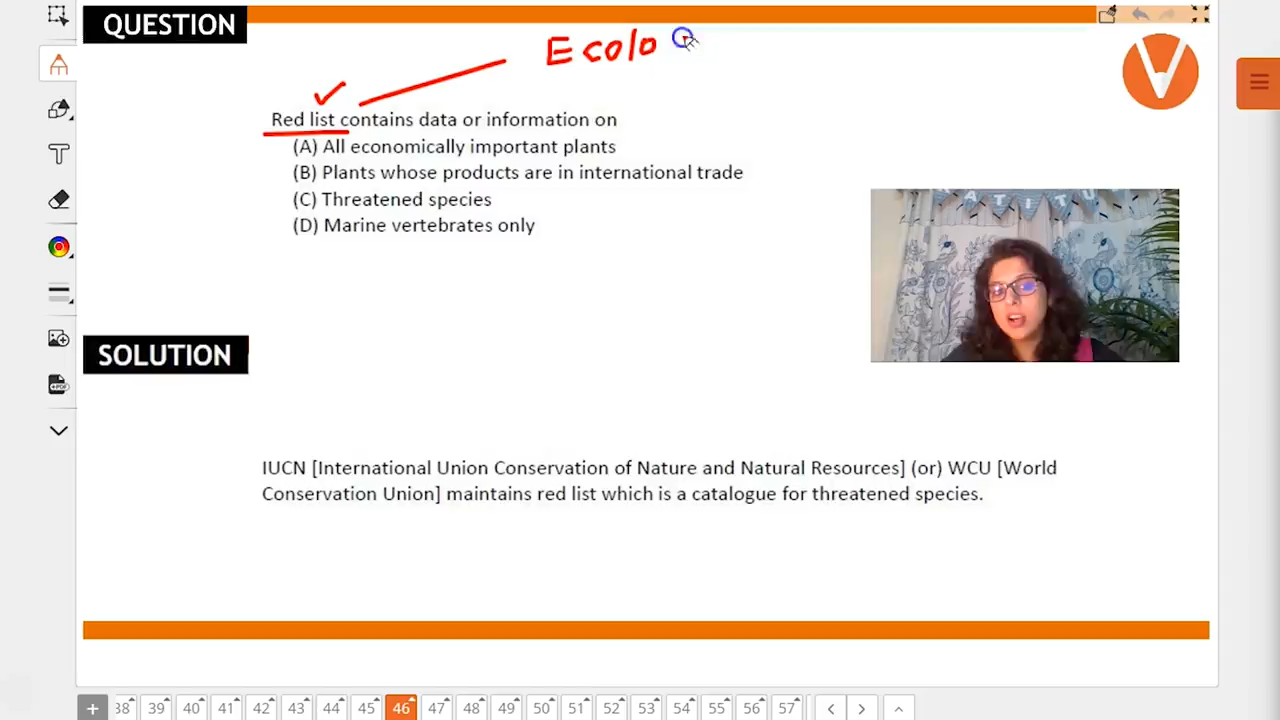 QUESTION
Ecolo
Red list contains data or information on
(A) All economically important plants
(B) Plants whose products are in international trade
(C) Threatened species
(D) Marine vertebrates only
SOLUTION
IUCN [International Union Conservation of Nature and Natural Resources] (or) WCU [World
Conservation Union] maintains red list which is a catalogue for threatened species.
38 39 40 41 42 43 44 45 46 47 48 49 50 51 52 53 54 55 56 57